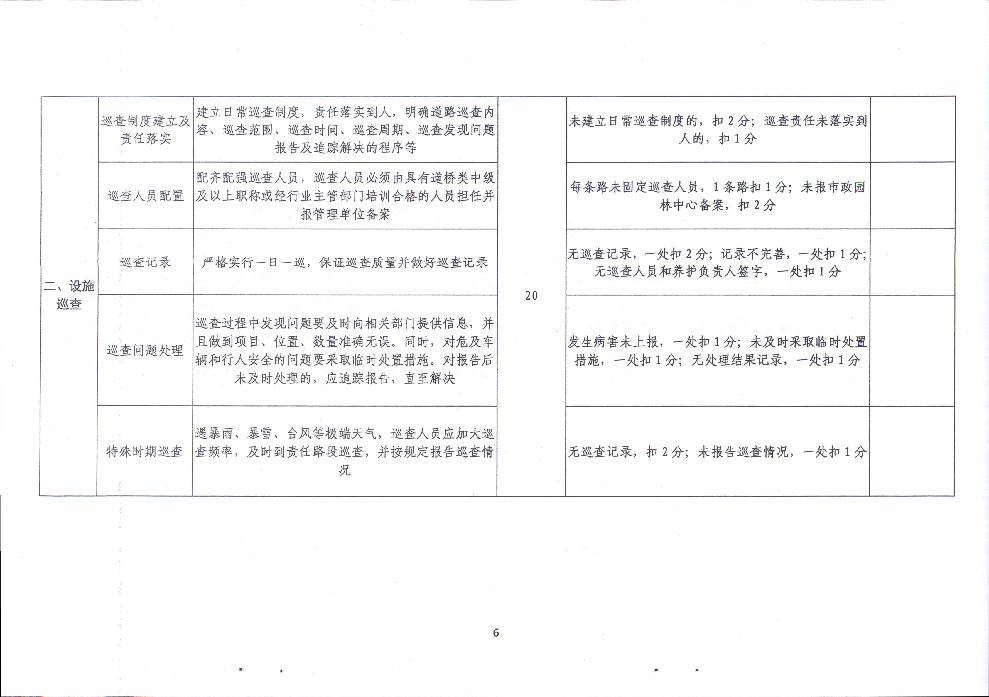 二、设施
巡查
巡查制度建立及
责任落实
建立日常巡查制度，责任落实到人，明确道路巡查内
容、巡查范围、巡查时间、巡查周期、巡查发现问题
报告及追踪解决的程序等
20
未建立日常巡查制度的，扣 2 分；巡查责任未落实到
人的，扣 1 分
巡查人员配置
配齐配强巡查人员，巡查人员必须由具有道桥类中级
及以上职称或经行业主管部门培训合格的人员担任并
报管理单位备案
每条路未固定巡查人员，1 条路扣 1 分；未报市政园
林中心备案，扣 2 分
巡查记录
严格实行一日一巡，保证巡查质量并做好巡查记录
无巡查记录，一处扣 2 分；记录不完善，一处扣 1 分；
无巡查人员和养护负责人签字，一处扣 1 分
巡查问题处理
巡查过程中发现问题要及时向相关部门提供信息，并
且做到项目、位置、数量准确无误。同时，对危及车
辆和行人安全的问题要采取临时处置措施。对报告后
未及时处理的，应追踪报告，直至解决
发生病害未上报，一处扣 1 分；未及时采取临时处置
措施，一处扣 1 分；无处理结果记录，一处扣 1 分
特殊时期巡查
遇暴雨、暴雪、台风等极端天气，巡查人员应加大巡
查频率，及时到责任路段巡查，并按规定报告巡查情
况
无巡查记录，扣 2 分；未报告巡查情况，一处扣 1 分
6